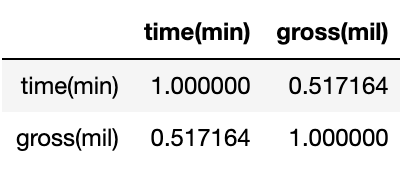 time(min) gross(mil)
time(min) 1.000000 0.517164
gross(mil) 0.517164 1.000000